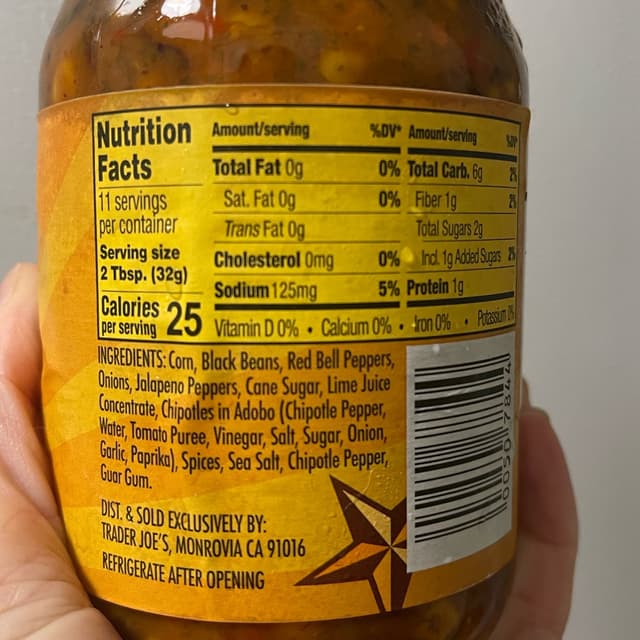 Nutrition Facts
Amount/serving %DV* Amount/serving %DV*
Total Fat 0g 0% Total Carb. 6g 2%
11 servings per container
Sat. Fat 0g 0% Fiber 1g 2%
Trans Fat 0g Total Sugars 2g
Serving size
2 Tbsp. (32g)
Cholesterol 0mg 0% Incl. 1g Added Sugars 2%
Sodium 125mg 5% Protein 1g
Calories per serving 25
Vitamin D 0% • Calcium 0% • Iron 0% • Potassium 0%
INGREDIENTS: Corn, Black Beans, Red Bell Peppers,
Onions, Jalapeno Peppers, Cane Sugar, Lime Juice
Concentrate, Chipotles in Adobo (Chipotle Pepper,
Water, Tomato Puree, Vinegar, Salt, Sugar, Onion,
Garlic, Paprika), Spices, Sea Salt, Chipotle Pepper,
Guar Gum.
DIST. & SOLD EXCLUSIVELY BY:
TRADER JOE'S, MONROVIA CA 91016
REFRIGERATE AFTER OPENING